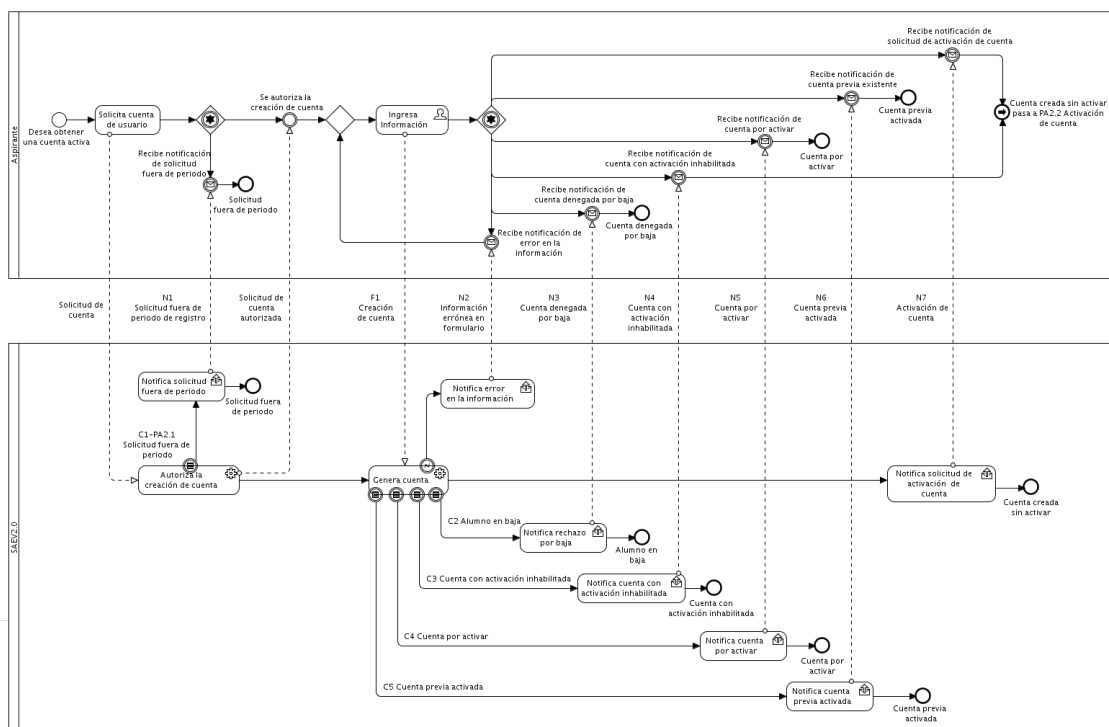 Aspirante
Desea obtener
una cuenta activa
Solicita cuenta
de usuario
Recibe notificación
de solicitud
fuera de periodo
Solicitud
fuera de periodo
Se autoriza la
creación de cuenta
Ingresa
Información
Recibe notificación de
solicitud de activación de cuenta
Recibe notificación de
cuenta previa existente
Cuenta previa
activada
Recibe notificación de
cuenta por activar
Cuenta por
activar
Recibe notificación de
cuenta con activación inhabilitada
Recibe notificación de
cuenta denegada por baja
Cuenta denegada
por baja
Recibe notificación de
error en la
información
Cuenta creada sin activar
pasa a PA2.2 Activación
de cuenta
Solicitud de
cuenta
N1
Solicitud fuera de
periodo de registro
Solicitud de
cuenta
autorizada
F1
Creación
de cuenta
N2
Información
errónea en
formulario
N3
Cuenta denegada
por baja
N4
Cuenta con
activación
inhabilitada
N5
Cuenta por
activar
N6
Cuenta previa
activada
N7
Activación de
cuenta
SAEV2.0
Notifica solicitud
fuera de periodo
Solicitud fuera
de periodo
C1-PA2.1
Solicitud fuera de
periodo
Autoriza la
creación de cuenta
Notifica error
en la información
Genera cuenta
Notifica solicitud de
activación de
cuenta
Cuenta creada
sin activar
C2 Alumno en baja
Notifica rechazo
por baja
Alumno en
baja
C3 Cuenta con activación inhabilitada
Notifica cuenta con
activación inhabilitada
Cuenta con
activación inhabilitada
C4 Cuenta por activar
Notifica cuenta
por activar
Cuenta por
activar
C5 Cuenta previa activada
Notifica cuenta
previa activada
Cuenta previa
activada